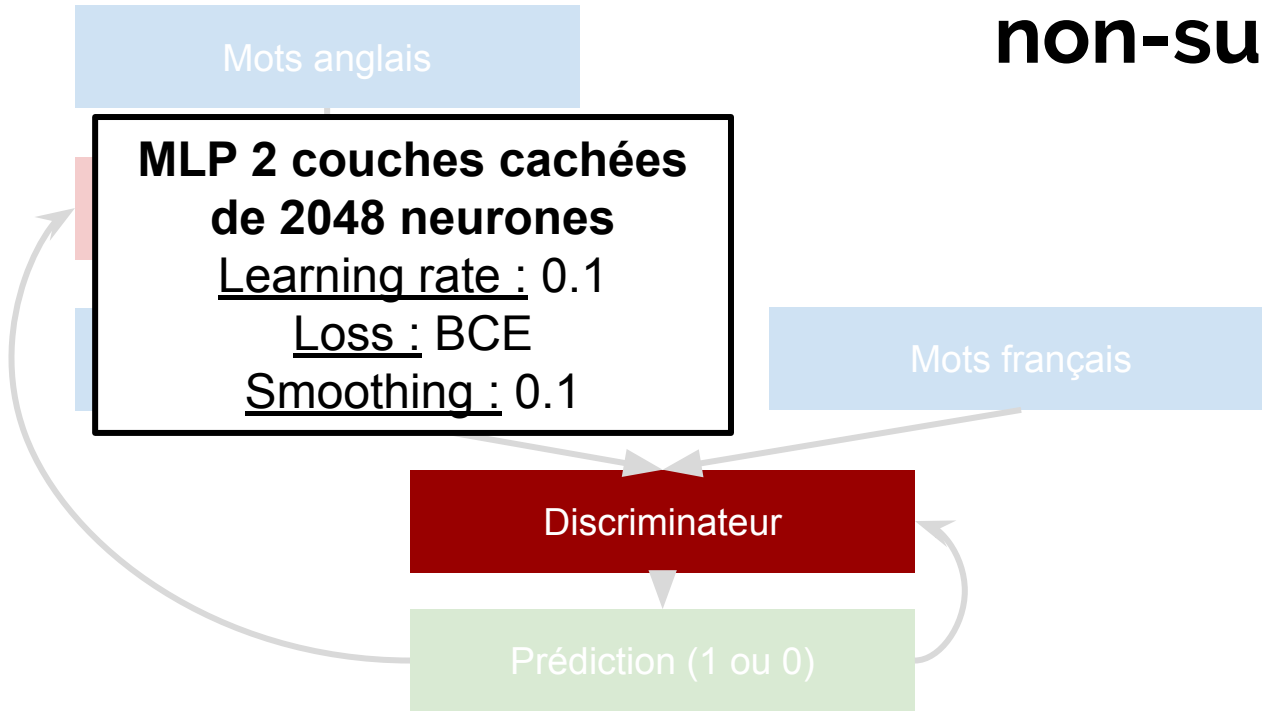 non-su
Mots anglais
MLP 2 couches cachées
de 2048 neurones
Learning rate : 0.1
Loss : BCE
Smoothing : 0.1
Mots français
Discriminateur
Prédiction (1 ou 0)